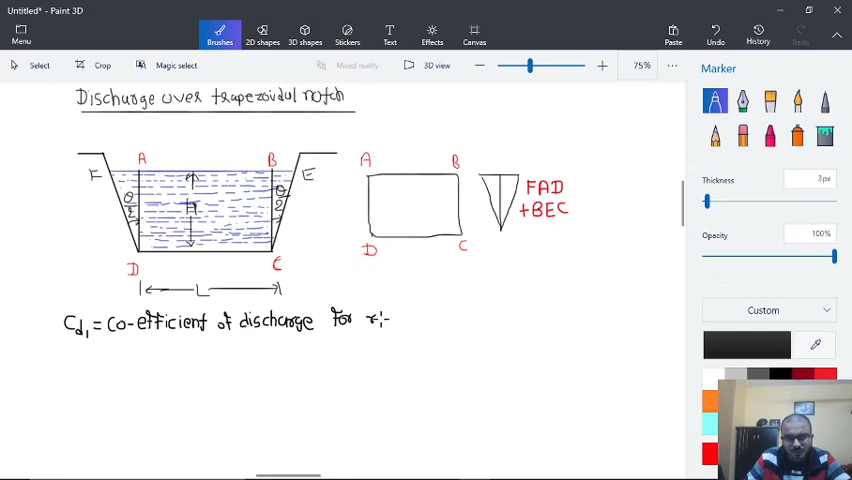 Untitled* - Paint 3D
Menu
Brushes
2D shapes
3D shapes
Stickers
Text
Effects
Canvas
Paste
Undo
History
Redo
Select
Crop
Magic select
Mixed reality
3D view
75%
Marker
Thickness
3px
Opacity
100%
Custom
Discharge over trapezoidal notch
A B
F E
θ/2 H θ/2
D C
L
A B
D C
FAD
+BEC
Cd1 = Co-efficient of discharge for